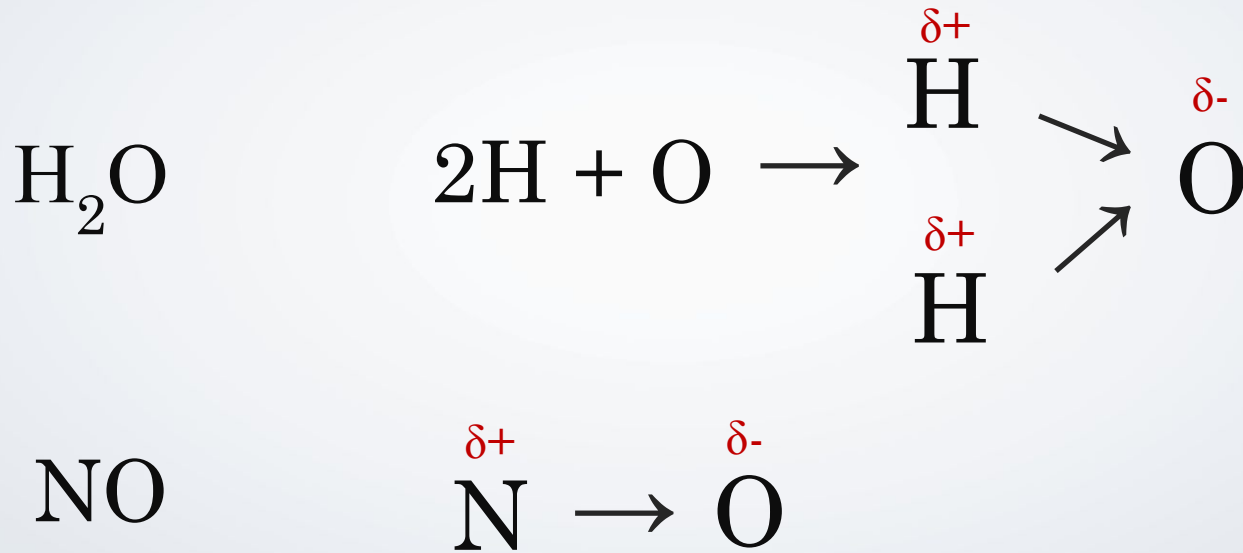 δ+
H
δ-
H₂O 2H + O → O
δ+
H
δ+ δ-
NO N → O